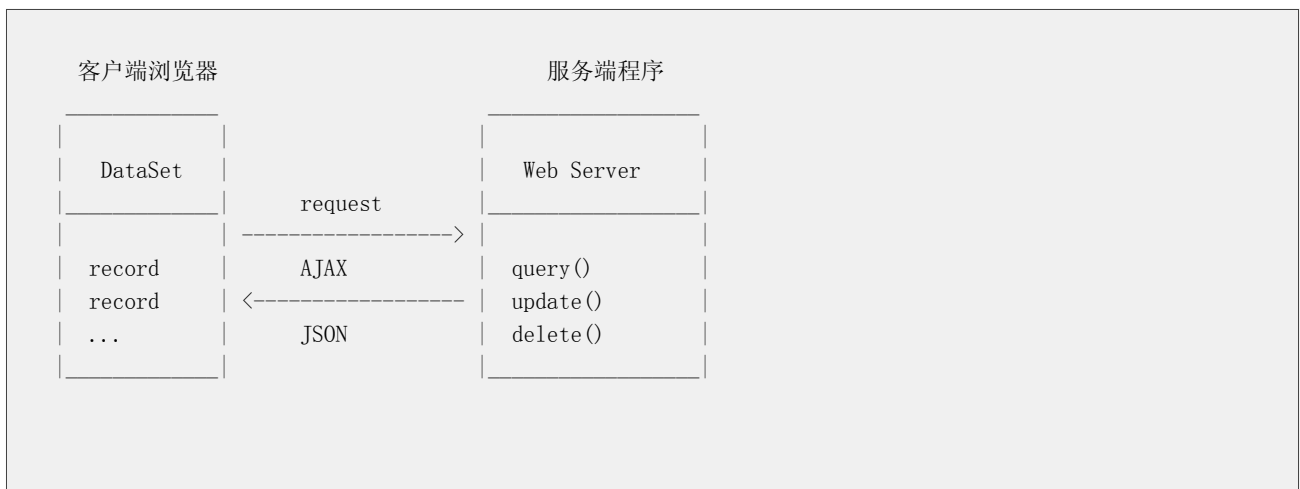 客户端浏览器 服务端程序
DataSet Web Server
request
------------------>
record AJAX query()
record <------------------ update()
... JSON delete()